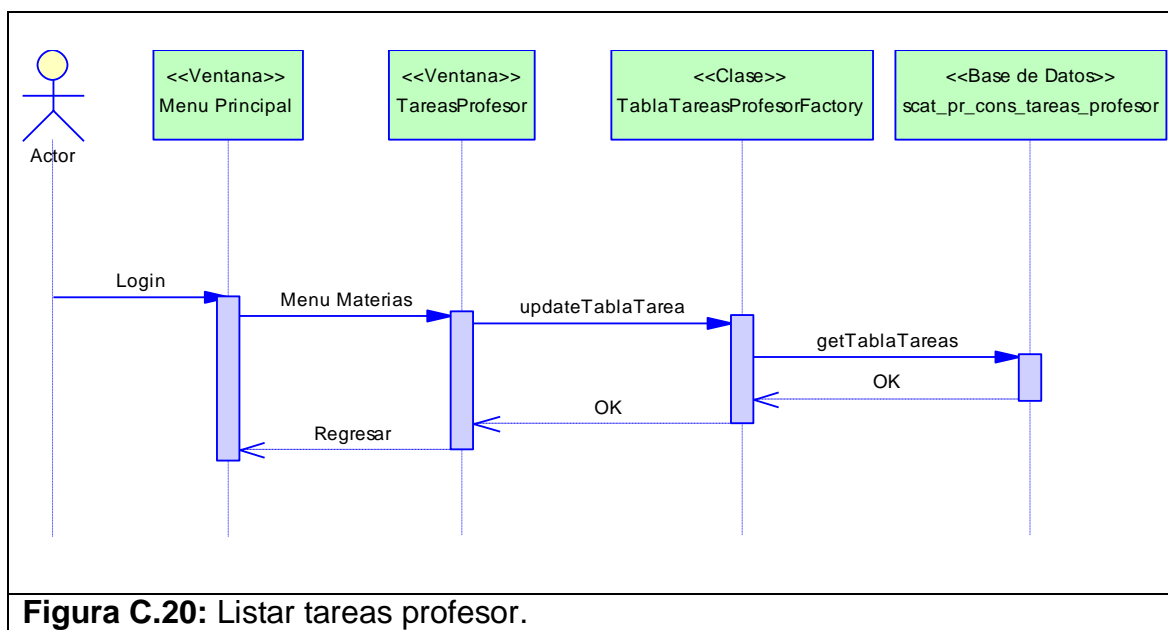 <<Ventana>>
Menu Principal
<<Ventana>>
TareasProfesor
<<Clase>>
TablaTareasProfesorFactory
<<Base de Datos>>
scat_pr_cons_tareas_profesor
Actor
Login
Menu Materias
updateTablaTarea
getTablaTareas
OK
OK
Regresar
Figura C.20: Listar tareas profesor.